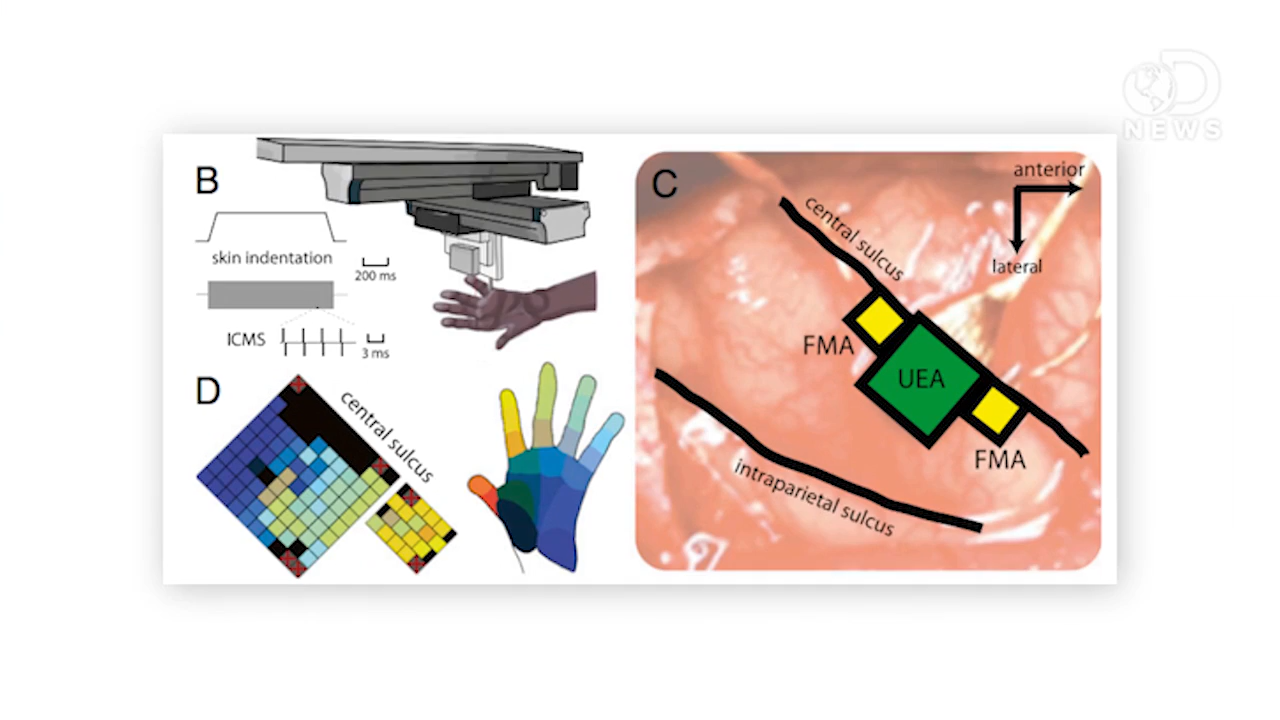 D
NEWS
B
skin indentation
200 ms
ICMS
3 ms
C
anterior
lateral
central sulcus
FMA
UEA
FMA
intraparietal sulcus
D
central sulcus